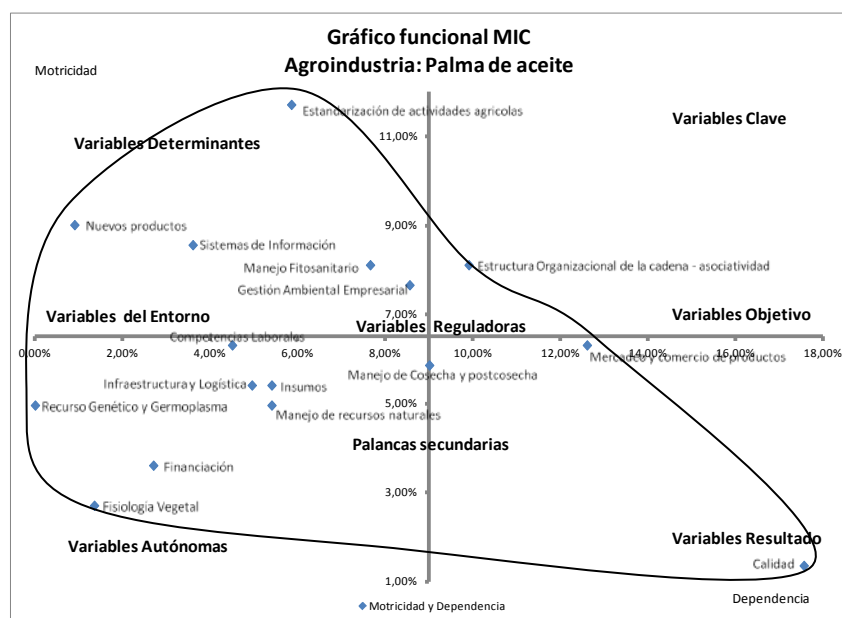 Gráfico funcional MIC
Agroindustria: Palma de aceite
Motricidad
Estandarización de actividades agrícolas
11,00%
Variables Clave
Variables Determantes
Nuevos productos
9,00%
Sistemas de Información
Manejo Fitosanitario
Estructura Organizacional de la cadena - asociatividad
Gestión Ambiental Empresarial
Variables del Entorno
7,00%
Variables Reguladoras
Variables Objetivo
Competencias Laborales
0,00%
2,00%
4,00%
6,00%
8,00%
10,00%
12,00%
14,00%
16,00%
18,00%
Mercadeo y comercio de productos
Manejo de Cosecha y postcosecha
Infraestructura y Logística
Insumos
Recurso Genético y Germoplasma
5,00%
Manejo de recursos naturales
Palancas secundarias
Financiación
3,00%
Fisiología Vegetal
Variables Autónomas
Variables Resultado
Calidad
1,00%
Dependencia
Motricidad y Dependencia